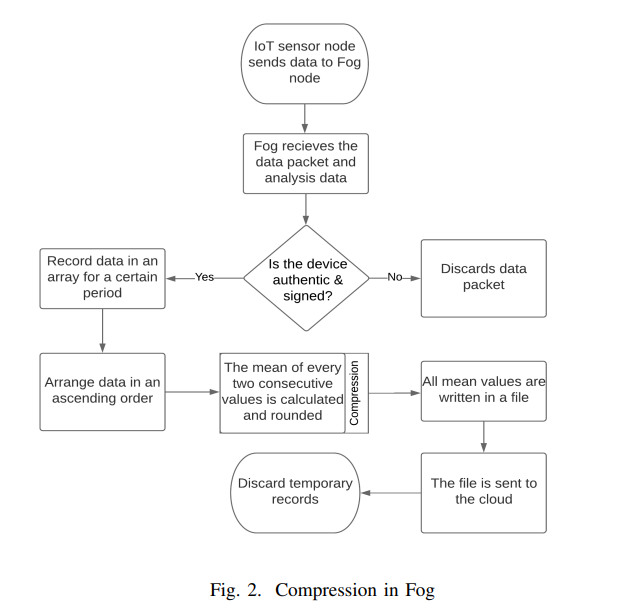 IoT sensor node
sends data to Fog
node
Fog recieves the
data packet and
analysis data
Is the device
authentic &
signed?
Yes
No
Record data in an
array for a certain
period
Discards data
packet
Arrange data in an
ascending order
The mean of every
two consecutive
values is calculated
and rounded
Compression
All mean values are
written in a file
The file is sent to
the cloud
Discard temporary
records
Fig. 2. Compression in Fog